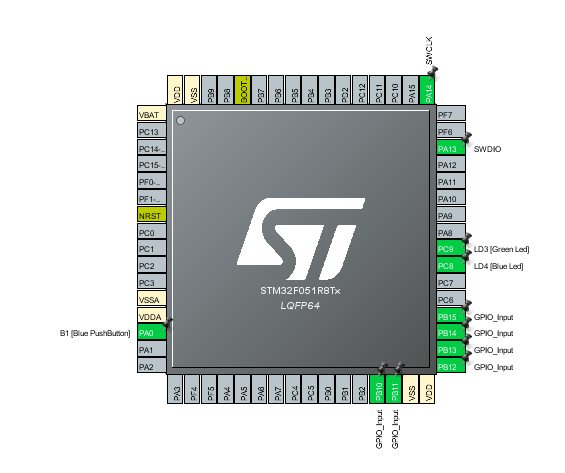 SWCLK
VDD
VSS
PB9
PB8
BOOT..
PB7
PB6
PB5
PB4
PB3
PD2
PC12
PC11
PC10
PA15
PA14
VBAT
PC13
PC14-..
PC15-..
PF0-..
PF1-..
NRST
PC0
PC1
PC2
PC3
VSSA
VDDA
B1 [Blue PushButton]
PA0
PA1
PA2
ST
STM32F051R8Tx
LQFP64
PF7
PF6
PA13 SWDIO
PA12
PA11
PA10
PA9
PA8
PC9 LD3 [Green Led]
PC8 LD4 [Blue Led]
PC7
PC6
PB15 GPIO_Input
PB14 GPIO_Input
PB13 GPIO_Input
PB12 GPIO_Input
PA3
PF4
PF5
PA4
PA5
PA6
PA7
PC4
PC5
PB0
PB1
PB2
PB10
PB11
VSS
VDD
GPIO_Input
GPIO_Input